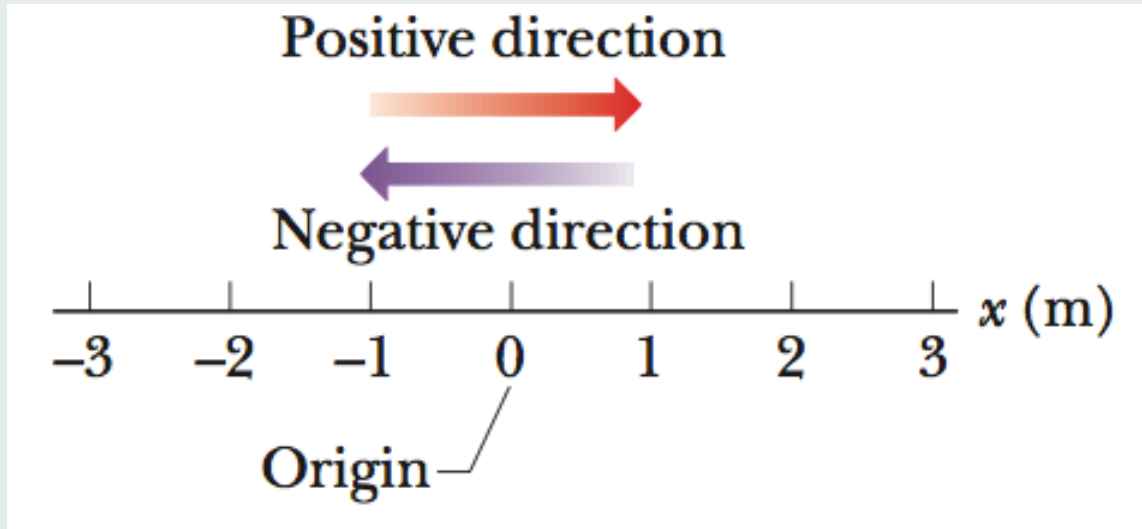 Positive direction
Negative direction
x (m)
–3 –2 –1 0 1 2 3
Origin